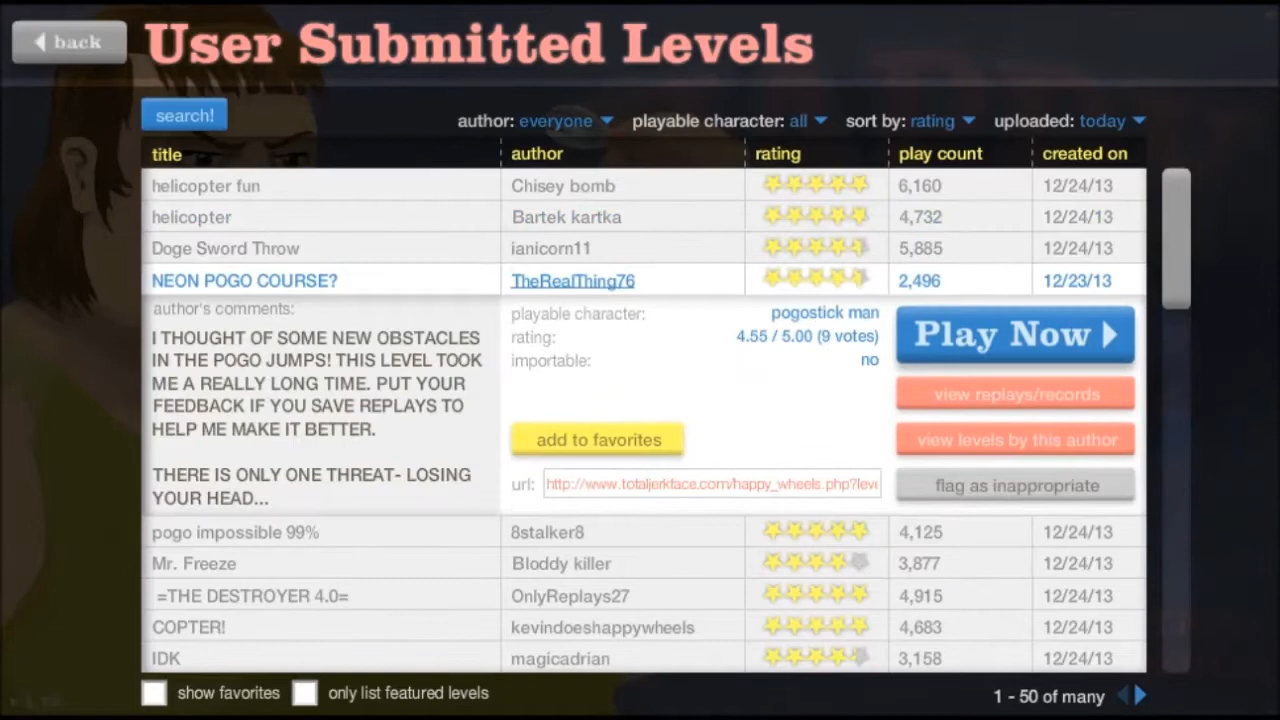 back
User Submitted Levels
search!
author: everyone playable character: all sort by: rating uploaded: today
title author rating play count created on
helicopter fun Chisey bomb 6,160 12/24/13
helicopter Bartek kartka 4,732 12/24/13
Doge Sword Throw ianicorn11 5,885 12/24/13
NEON POGO COURSE? TheRealThing76 2,496 12/23/13
author's comments:
I THOUGHT OF SOME NEW OBSTACLES
IN THE POGO JUMPS! THIS LEVEL TOOK
ME A REALLY LONG TIME. PUT YOUR
FEEDBACK IF YOU SAVE REPLAYS TO
HELP ME MAKE IT BETTER.
THERE IS ONLY ONE THREAT- LOSING
YOUR HEAD...
playable character: pogostick man
rating: 4.55 / 5.00 (9 votes)
importable: no
add to favorites
url: http://www.totaljerkface.com/happy_wheels.php?leve
Play Now
view replays/records
view levels by this author
flag as inappropriate
pogo impossible 99% 8stalker8 4,125 12/24/13
Mr. Freeze Bloddy killer 3,877 12/24/13
=THE DESTROYER 4.0= OnlyReplays27 4,915 12/24/13
COPTER! kevindoeshappywheels 4,683 12/24/13
IDK magicadrian 3,158 12/24/13
show favorites only list featured levels 1 - 50 of many